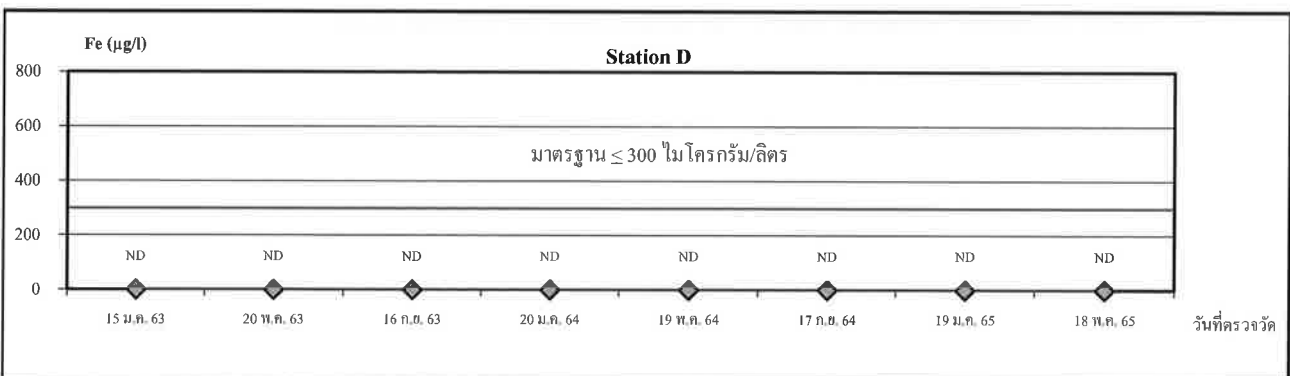 Fe (µg/l)
Station D
800
600
มาตรฐาน ≤ 300 ไมโครกรัม/ลิตร
400
200
ND ND ND ND ND ND ND ND
0
15 ม.ค. 63 20 พ.ค. 63 16 ก.ย. 63 20 ม.ค. 64 19 พ.ค. 64 17 ก.ย. 64 19 ม.ค. 65 18 พ.ค. 65
วันที่ตรวจวัด